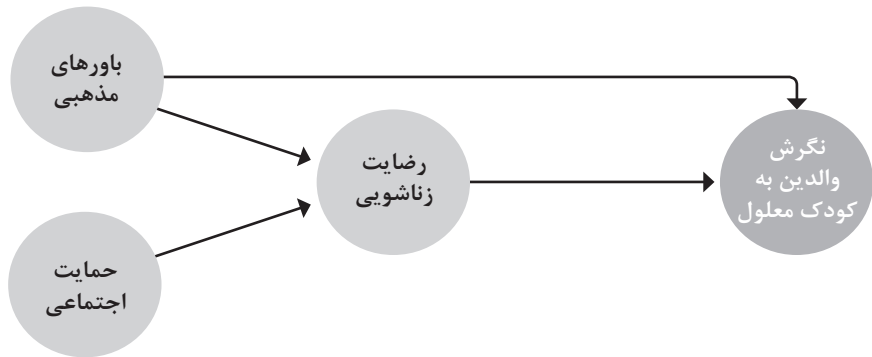 باورهای
مذهبی
رضایت
زناشویی
نگرش
والدین به
کودک معلول
حمایت
اجتماعی